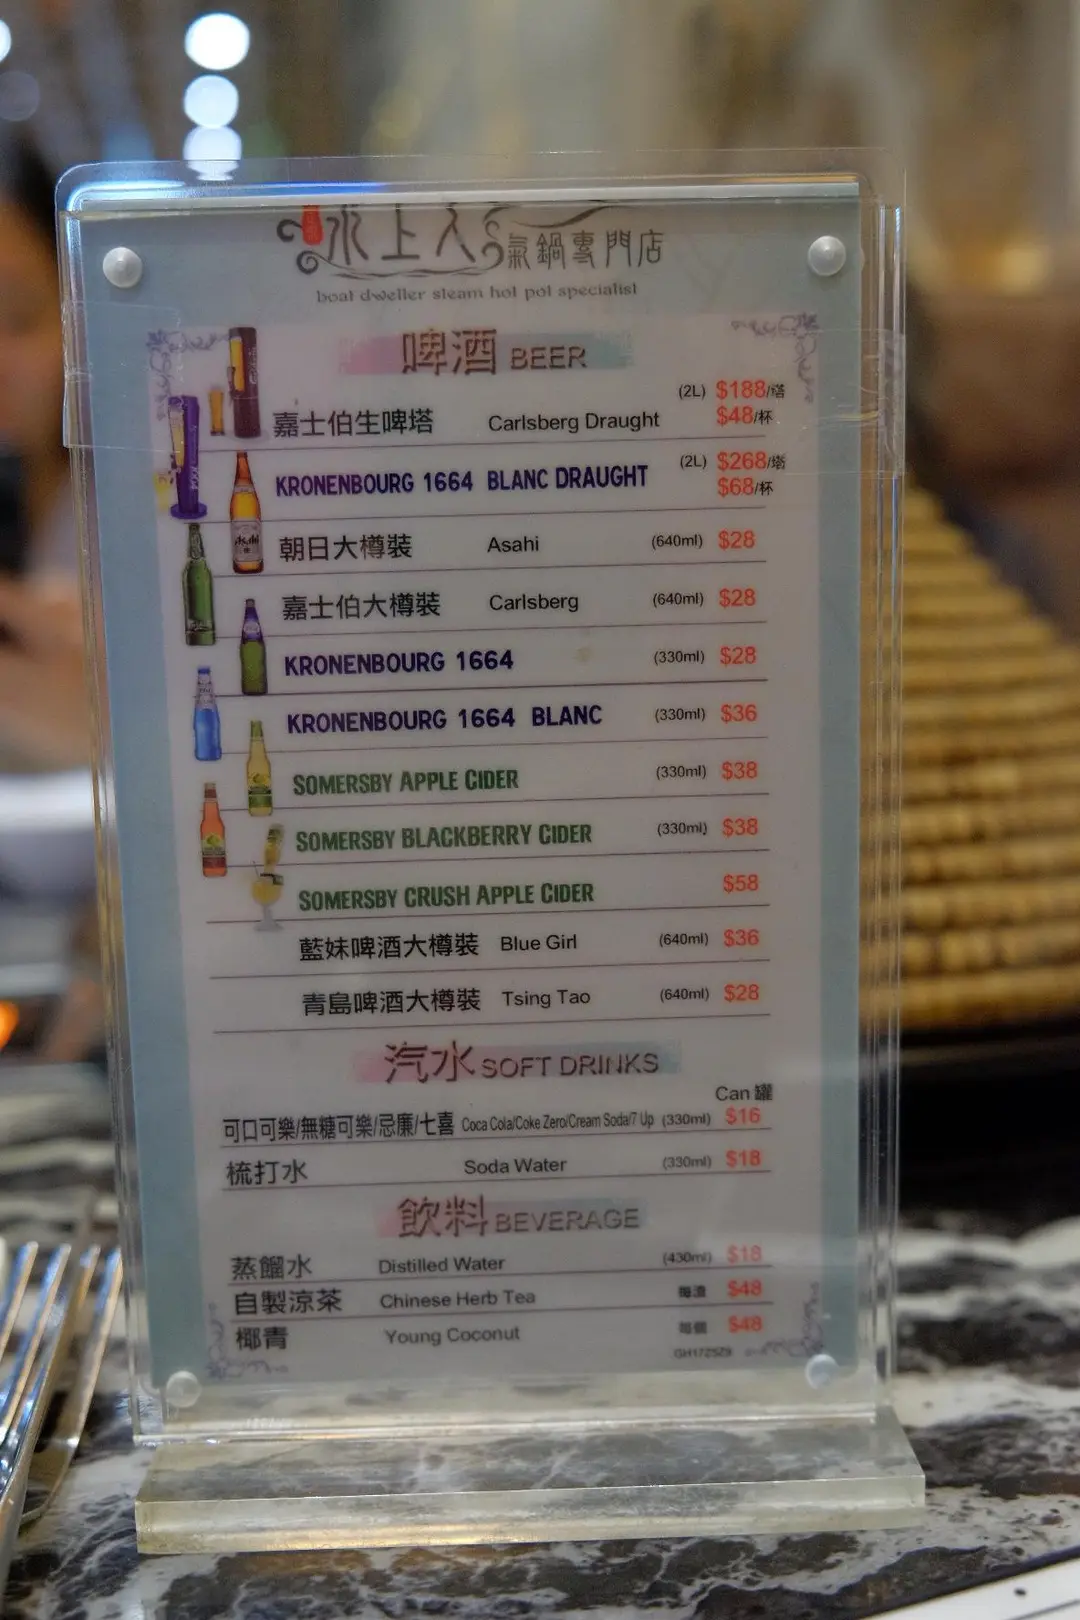 水上人 氣鍋專門店
boat dweller steam hot pot specialist
啤酒 BEER
嘉士伯生啤塔 Carlsberg Draught (2L) $188/塔
$48/杯
KRONENBOURG 1664 BLANC DRAUGHT (2L) $268/塔
$68/杯
朝日大樽裝 Asahi (640ml) $28
嘉士伯大樽裝 Carlsberg (640ml) $28
KRONENBOURG 1664 (330ml) $28
KRONENBOURG 1664 BLANC (330ml) $36
SOMERSBY APPLE CIDER (330ml) $38
SOMERSBY BLACKBERRY CIDER (330ml) $38
SOMERSBY CRUSH APPLE CIDER $58
藍妹啤酒大樽裝 Blue Girl (640ml) $36
青島啤酒大樽裝 Tsing Tao (640ml) $28
汽水 SOFT DRINKS
Can 罐
可口可樂/無糖可樂/忌廉/七喜 Coca Cola/Coke Zero/Cream Soda/7 Up (330ml) $16
梳打水 Soda Water (330ml) $18
飲料 BEVERAGE
蒸餾水 Distilled Water (430ml) $18
自製涼茶 Chinese Herb Tea $48
椰青 Young Coconut 每個 $48